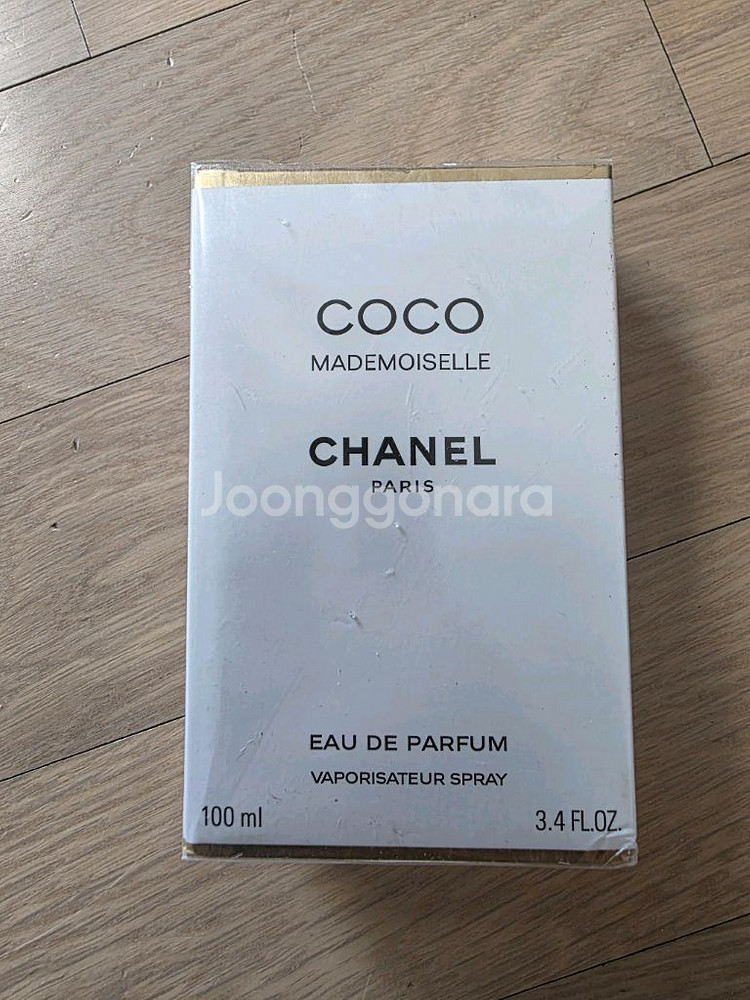 COCO
MADEMOISELLE
CHANEL
PARIS
Joonggonara
EAU DE PARFUM
VAPORISATEUR SPRAY
100 ml
3.4 FL.OZ.